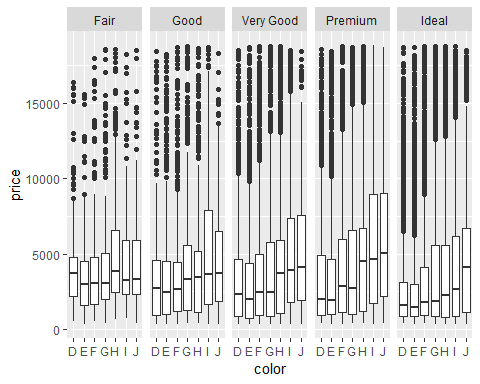 Fair Good Very Good Premium Ideal
15000
10000
5000
0
price
D E F G H I J D E F G H I J D E F G H I J D E F G H I J D E F G H I J
color